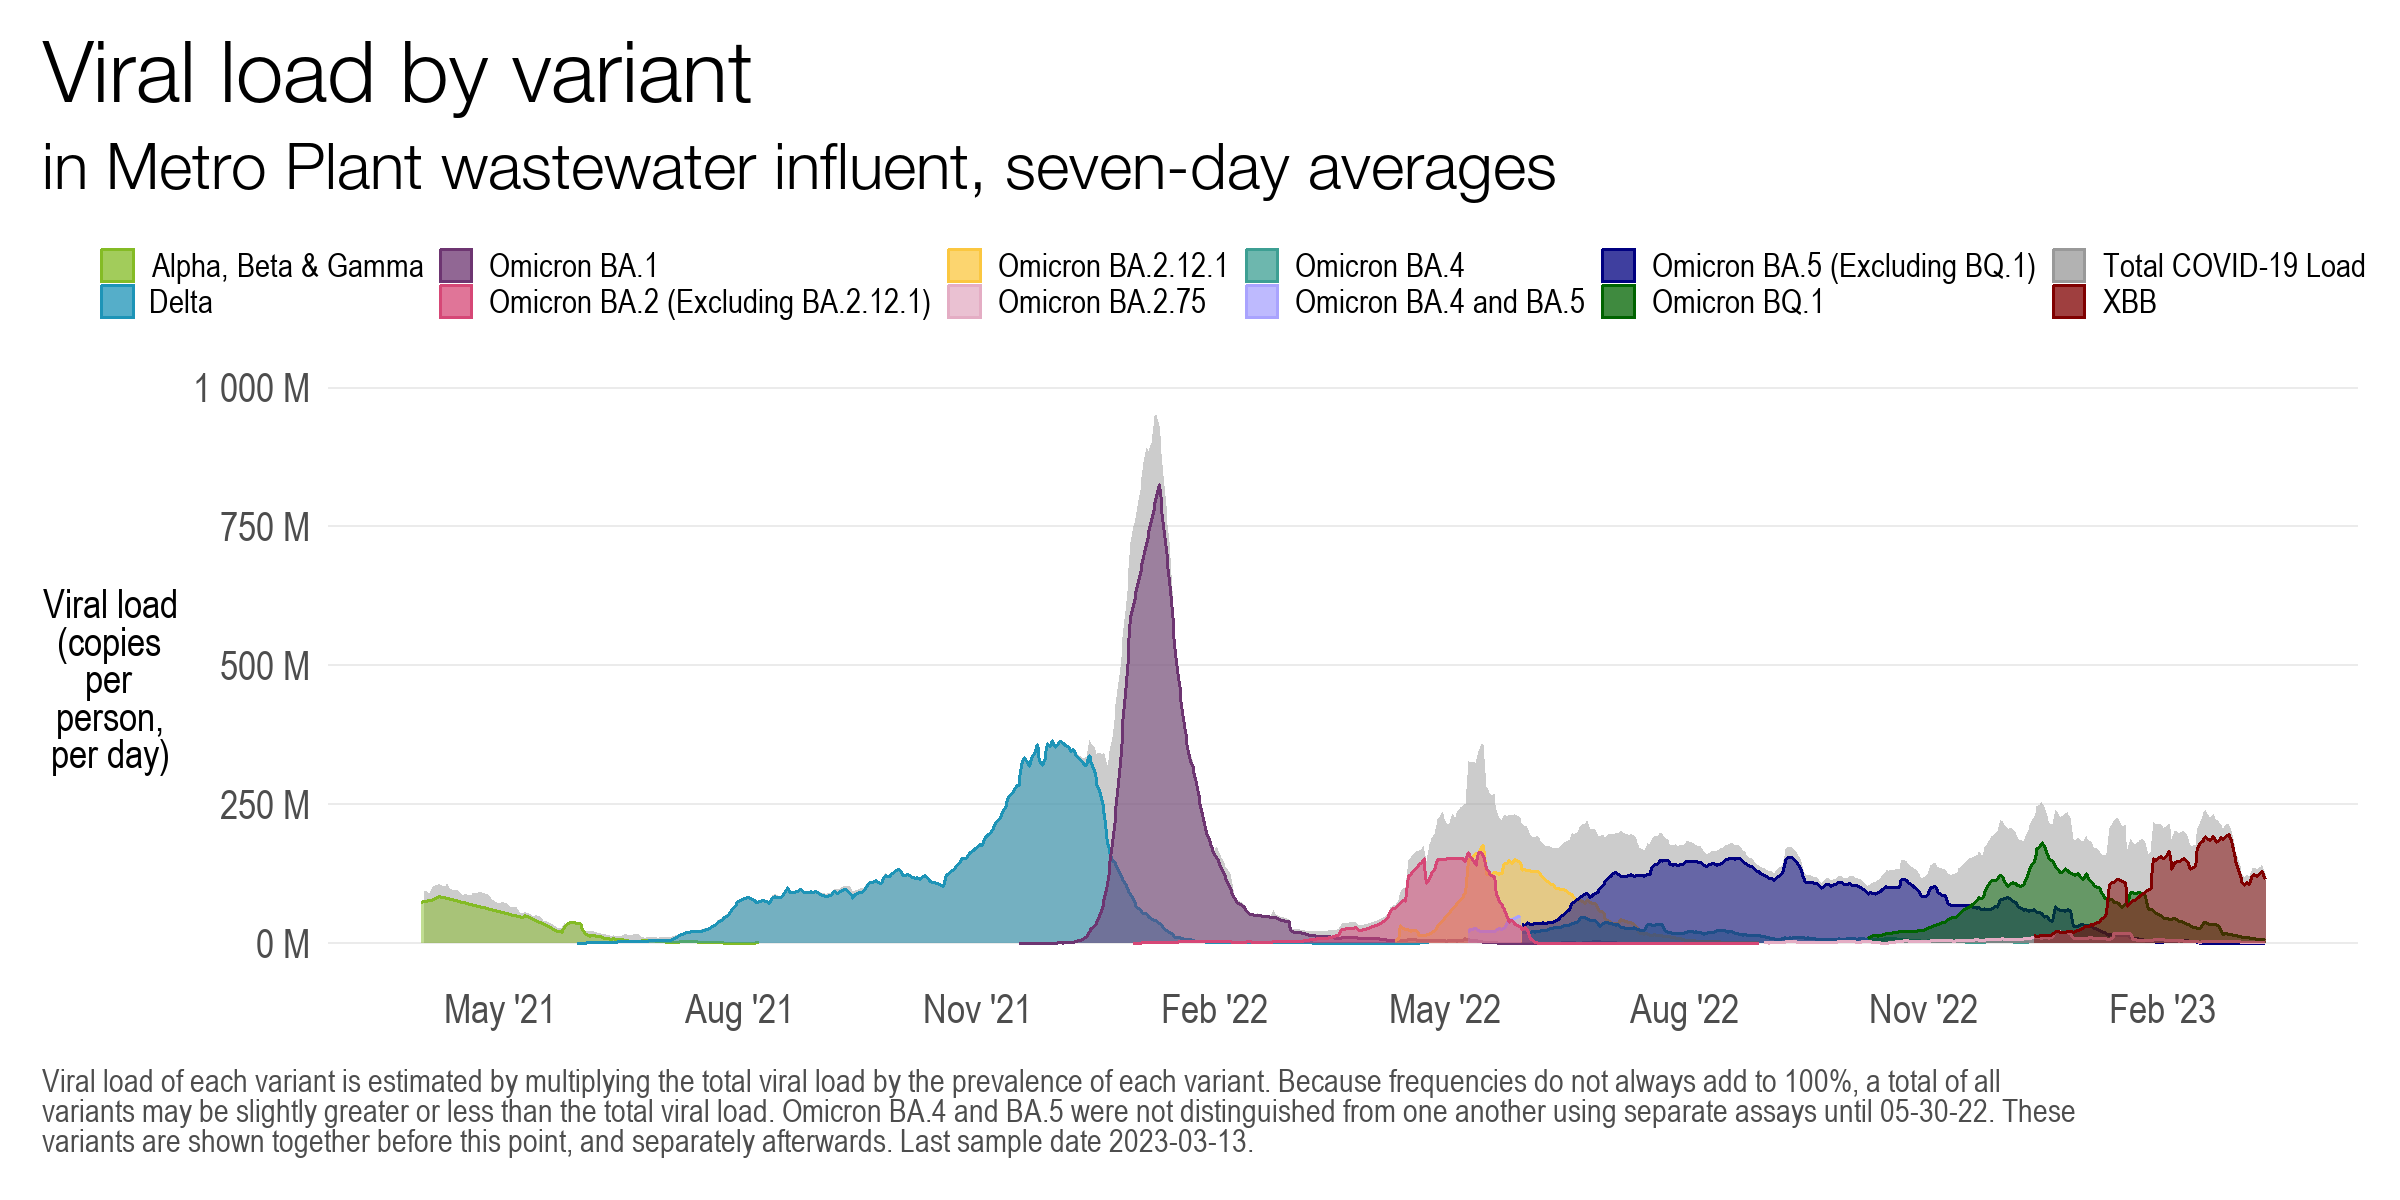 Viral load by variant
in Metro Plant wastewater influent, seven-day averages
Alpha, Beta & Gamma
Delta
Omicron BA.1
Omicron BA.2 (Excluding BA.2.12.1)
Omicron BA.2.12.1
Omicron BA.2.75
Omicron BA.4
Omicron BA.4 and BA.5
Omicron BA.5 (Excluding BQ.1)
Omicron BQ.1
Total COVID-19 Load
XBB
1 000 M
750 M
500 M
250 M
0 M
Viral load
(copies
per
person,
per day)
May '21
Aug '21
Nov '21
Feb '22
May '22
Aug '22
Nov '22
Feb '23
Viral load of each variant is estimated by multiplying the total viral load by the prevalence of each variant. Because frequencies do not always add to 100%, a total of all
variants may be slightly greater or less than the total viral load. Omicron BA.4 and BA.5 were not distinguished from one another using separate assays until 05-30-22. These
variants are shown together before this point, and separately afterwards. Last sample date 2023-03-13.